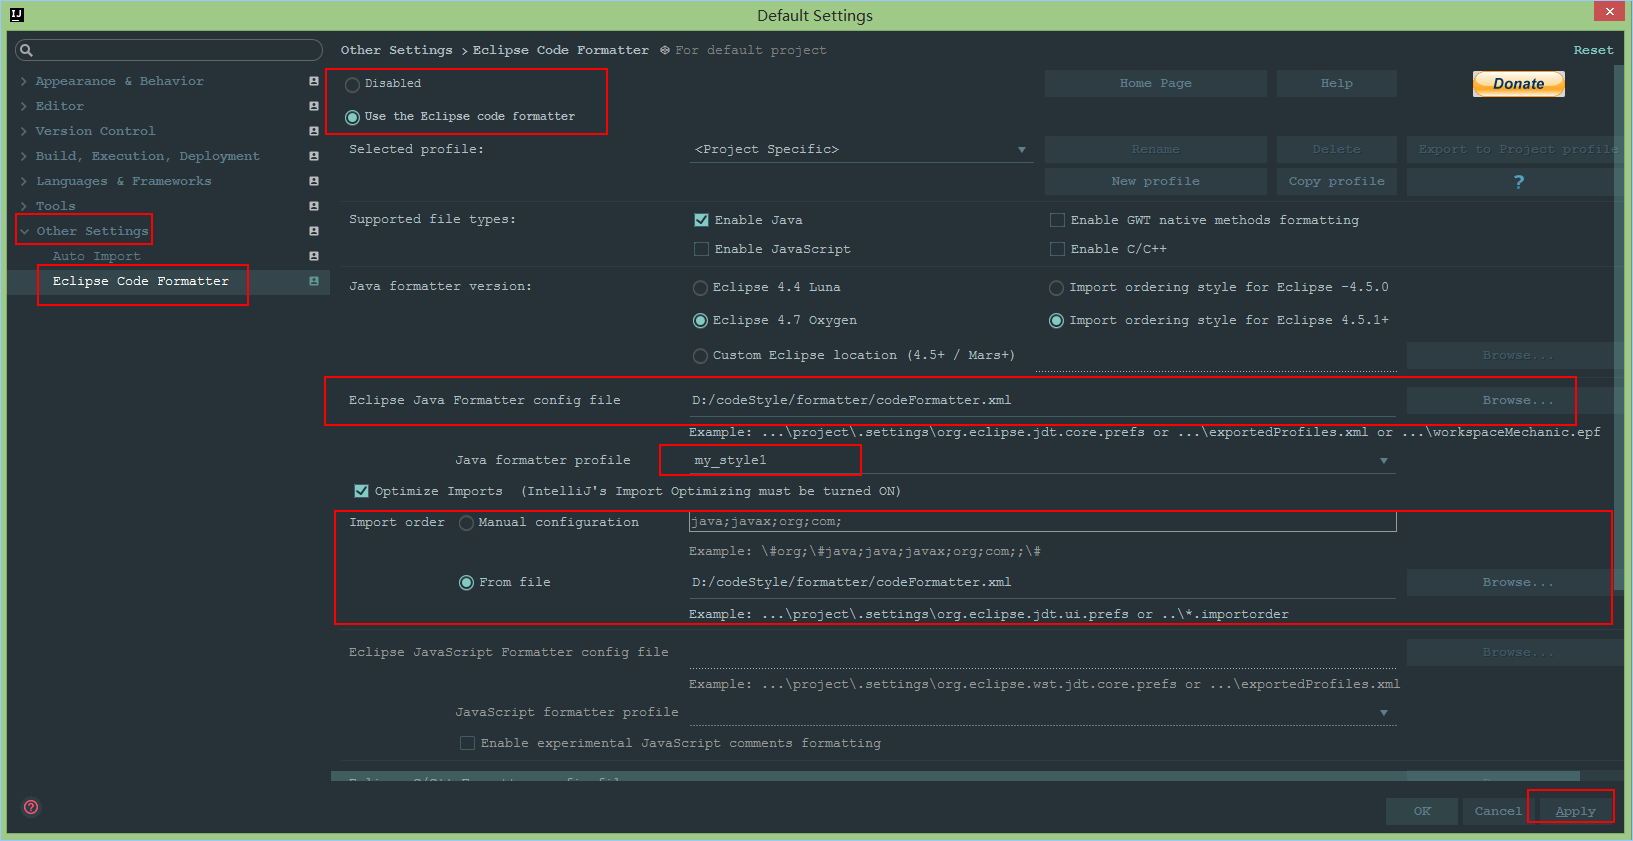 IJ
Default Settings
Other Settings › Eclipse Code Formatter For default project
Reset
Appearance & Behavior
Editor
Version Control
Build, Execution, Deployment
Languages & Frameworks
Tools
Other Settings
Auto Import
Eclipse Code Formatter
Disabled
Home Page
Help
Donate
Use the Eclipse code formatter
Selected profile:
<Project Specific>
Rename
Delete
Export to Project profile
New profile
Copy profile
?
Supported file types:
Enable Java
Enable GWT native methods formatting
Enable JavaScript
Enable C/C++
Java formatter version:
Eclipse 4.4 Luna
Import ordering style for Eclipse -4.5.0
Eclipse 4.7 Oxygen
Import ordering style for Eclipse 4.5.1+
Custom Eclipse location (4.5+ / Mars+)
Browse...
Eclipse Java Formatter config file
D:/codeStyle/formatter/codeFormatter.xml
Browse...
Example: ...\project\.settings\org.eclipse.jdt.core.prefs or ...\exportedProfiles.xml or ...\workspaceMechanic.epf
Java formatter profile
my_style1
Optimize Imports (IntelliJ's Import Optimizing must be turned ON)
Import order
Manual configuration
java;javax;org;com;
Example: \#org;\#java;java;javax;org;com;;\#
From file
D:/codeStyle/formatter/codeFormatter.xml
Browse...
Example: ...\project\.settings\org.eclipse.jdt.ui.prefs or ..\*.importorder
Eclipse JavaScript Formatter config file
Browse...
Example: ...\project\.settings\org.eclipse.wst.jdt.core.prefs or ...\exportedProfiles.xml
JavaScript formatter profile
Enable experimental JavaScript comments formatting
?
OK
Cancel
Apply